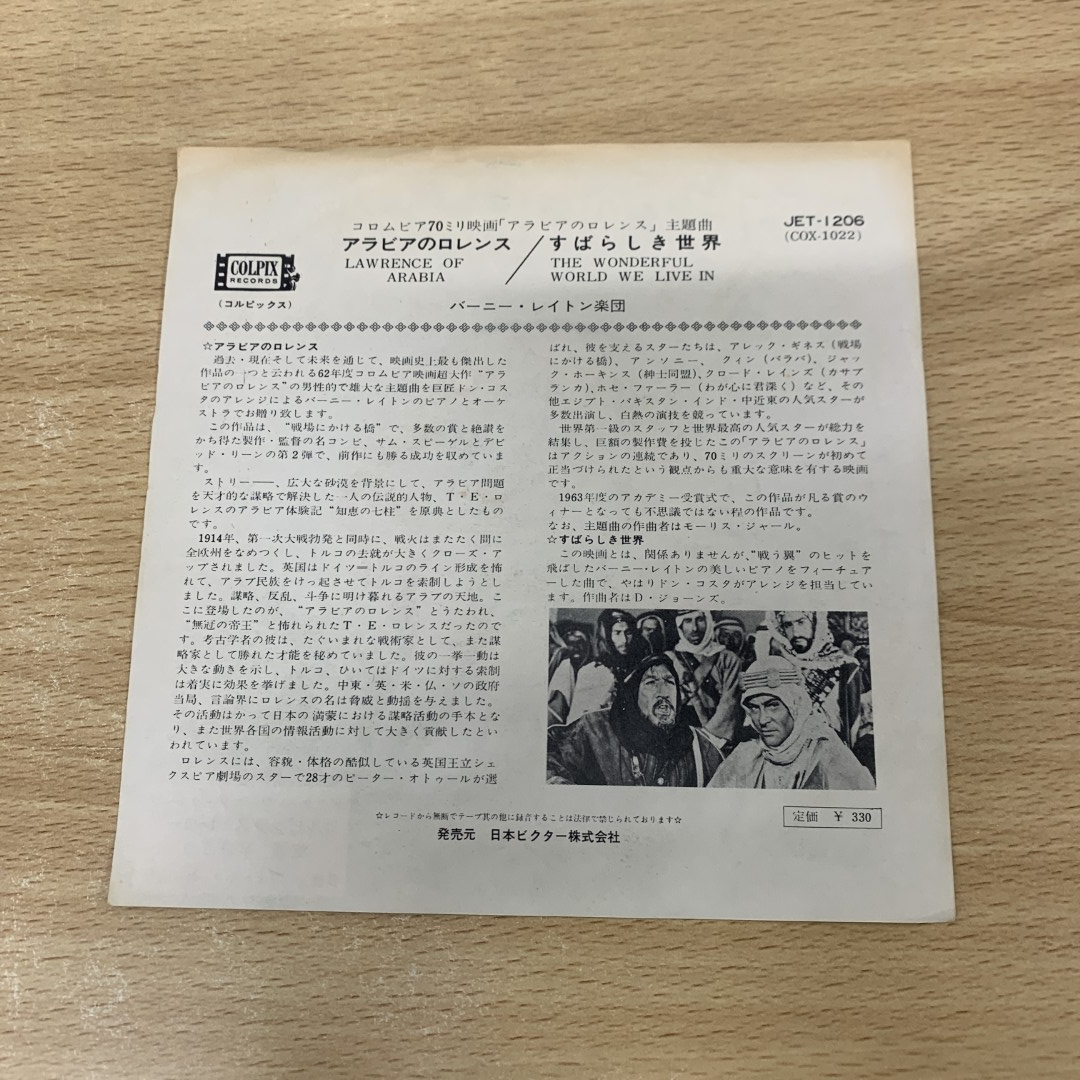 コロムビア70ミリ映画「アラビアのロレンス」主題曲
アラビアのロレンス／すばらしき世界
LAWRENCE OF ARABIA
THE WONDERFUL WORLD WE LIVE IN
JET-1206
(COX-1022)
COLPIX
RECORDS
(コルピックス)
バーニー・レイトン楽団
☆アラビアのロレンス
過去・現在そして未来を通じて、映画史上最も傑出した
作品の一つと云われる62年度コロムビア映画超大作“アラ
ビアのロレンス”の男性的で雄大な主題曲を巨匠ドン・コス
タのアレンジによるバーニー・レイトンのピアノとオーケ
ストラでお贈り致します。
この作品は、“戦場にかける橋”で、多数の賞と絶讃を
かち得た製作・監督の名コンビ、サム・スピーゲルとデビ
ッド・リーンの第2弾で、前作にも勝る成功を収めていま
す。
ストリー――、広大な砂漠を背景にして、アラビア問題
を天才的な謀略で解決した一人の伝説的人物、T・E・ロ
レンスのアラビア体験記“知恵の七柱”を原典としたもの
です。
1914年、第一次大戦勃発と同時に、戦火はまたたく間に
全欧州をなめつくし、トルコの去就が大きくクローズ・ア
ップされました。英国はドイツ＝トルコのライン形成を怖
れて、アラブ民族をけっ起させてトルコを索制しようとし
ました。謀略、反乱、斗争に明け暮れるアラブの天地。こ
こに登場したのが、“アラビアのロレンス”とうたわれ、
“無冠の帝王”と怖れられたT・E・ロレンスだったので
す。考古学者の彼は、たぐいまれな戦術家として、また謀
略家として勝れた才能を秘めていました。彼の一挙一動は
大きな動きを示し、トルコ、ひいてはドイツに対する索制
は着実に効果を挙げました。中東・英・米・仏・ソの政府
当局、言論界にロレンスの名は脅威と動揺を与えました。
その活動はかって日本の満蒙における謀略活動の手本とな
り、また世界各国の情報活動に対して大きく貢献したとい
われています。
ロレンスには、容貌・体格の酷似している英国王立シェ
クスピア劇場のスターで28才のピーター・オトゥールが選
ばれ、彼を支えるスターたちは、アレック・ギネス(戦場
にかける橋)、アンソニー、クィン(バラバ)、ジャッ
ク・ホーキンス(紳士同盟)、クロード・レインズ(カサブ
ランカ)、ホセ・ファーラー(わが心に君深く)など、その
他エジプト・パキスタン・インド・中近東の人気スターが
多数出演し、白熱の演技を競っています。
世界第一級のスタッフと世界最高の人気スターが総力を
結集し、巨額の製作費を投じたこの「アラビアのロレンス」
はアクションの連続であり、70ミリのスクリーンが初めて
正当づけられたという観点からも重大な意味を有する映画
です。
1963年度のアカデミー受賞式で、この作品が凡る賞のウ
ィナーとなっても不思議ではない程の作品です。
なお、主題曲の作曲者はモーリス・ジャール。
☆すばらしき世界
この映画とは、関係ありませんが、“戦う翼”のヒットを
飛ばしたバーニー・レイトンの美しいピアノをフィーチュア
ーした曲で、やはりドン・コスタがアレンジを担当してい
ます。作曲者はD・ジョーンズ。
☆レコードから無断でテープ其の他に録音することは法律で禁じられております☆
発売元 日本ビクター株式会社
定価 ¥ 330